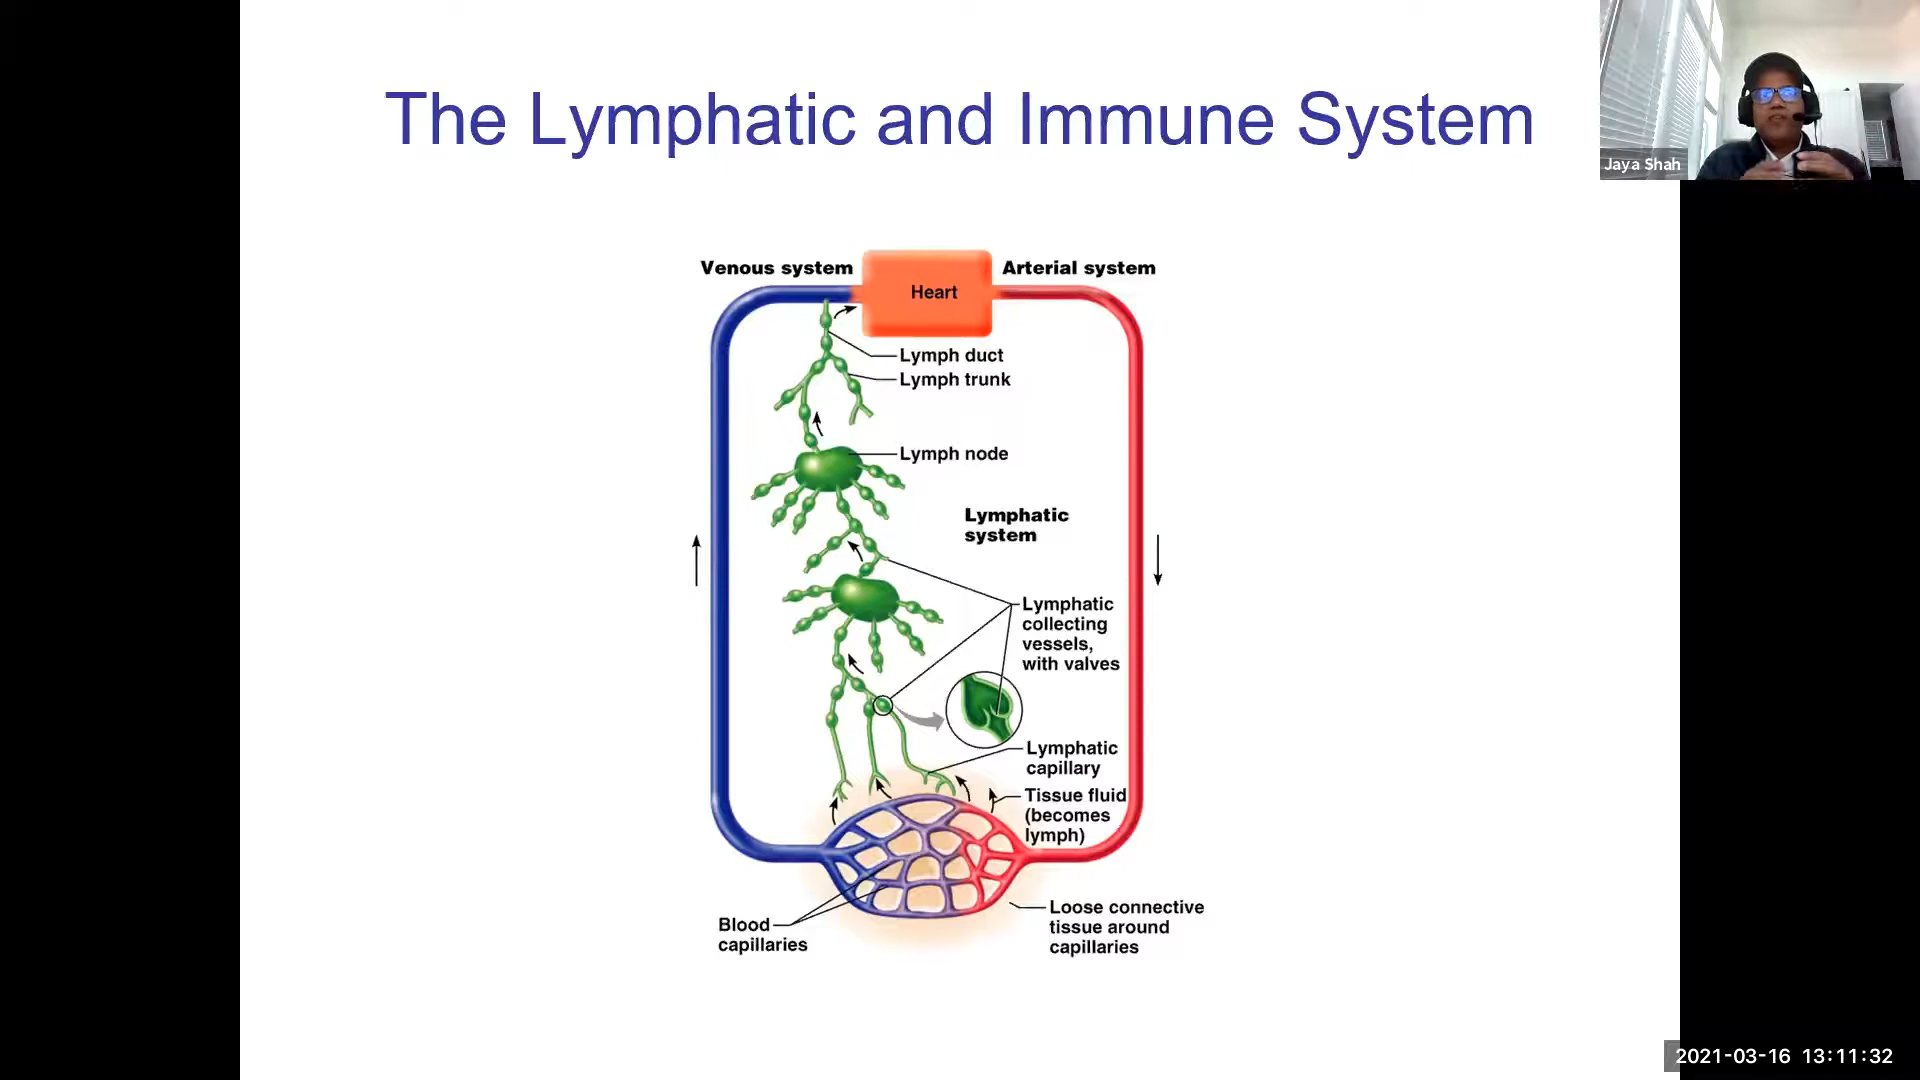 The Lymphatic and Immune System
Jaya Shah
Venous system
Heart
Arterial system
Lymph duct
Lymph trunk
Lymph node
Lymphatic
system
Lymphatic
collecting
vessels,
with valves
Lymphatic
capillary
Tissue fluid
(becomes
lymph)
Blood
capillaries
Loose connective
tissue around
capillaries
2021-03-16 13:11:32